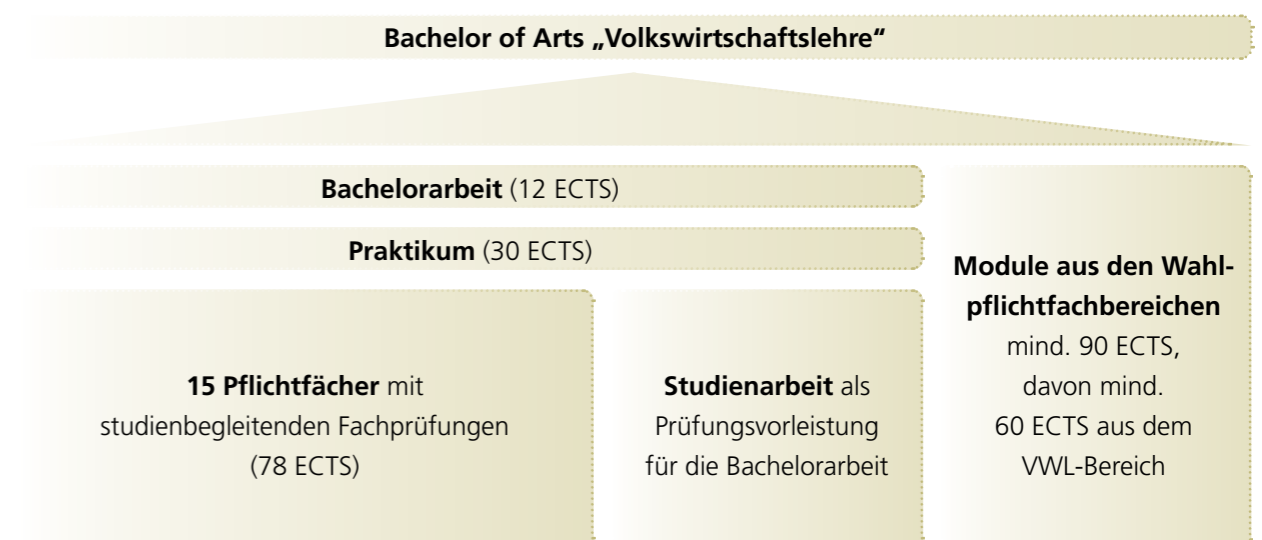 Bachelor of Arts „Volkswirtschaftslehre“
Bachelorarbeit (12 ECTS)
Praktikum (30 ECTS)
15 Pflichtfächer mit
studienbegleitenden Fachprüfungen
(78 ECTS)
Studienarbeit als
Prüfungsvorleistung
für die Bachelorarbeit
Module aus den Wahl-
pflichtfachbereichen
mind. 90 ECTS,
davon mind.
60 ECTS aus dem
VWL-Bereich